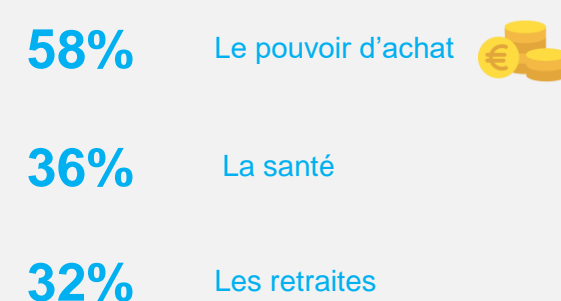 58% Le pouvoir d’achat €
36% La santé
32% Les retraites